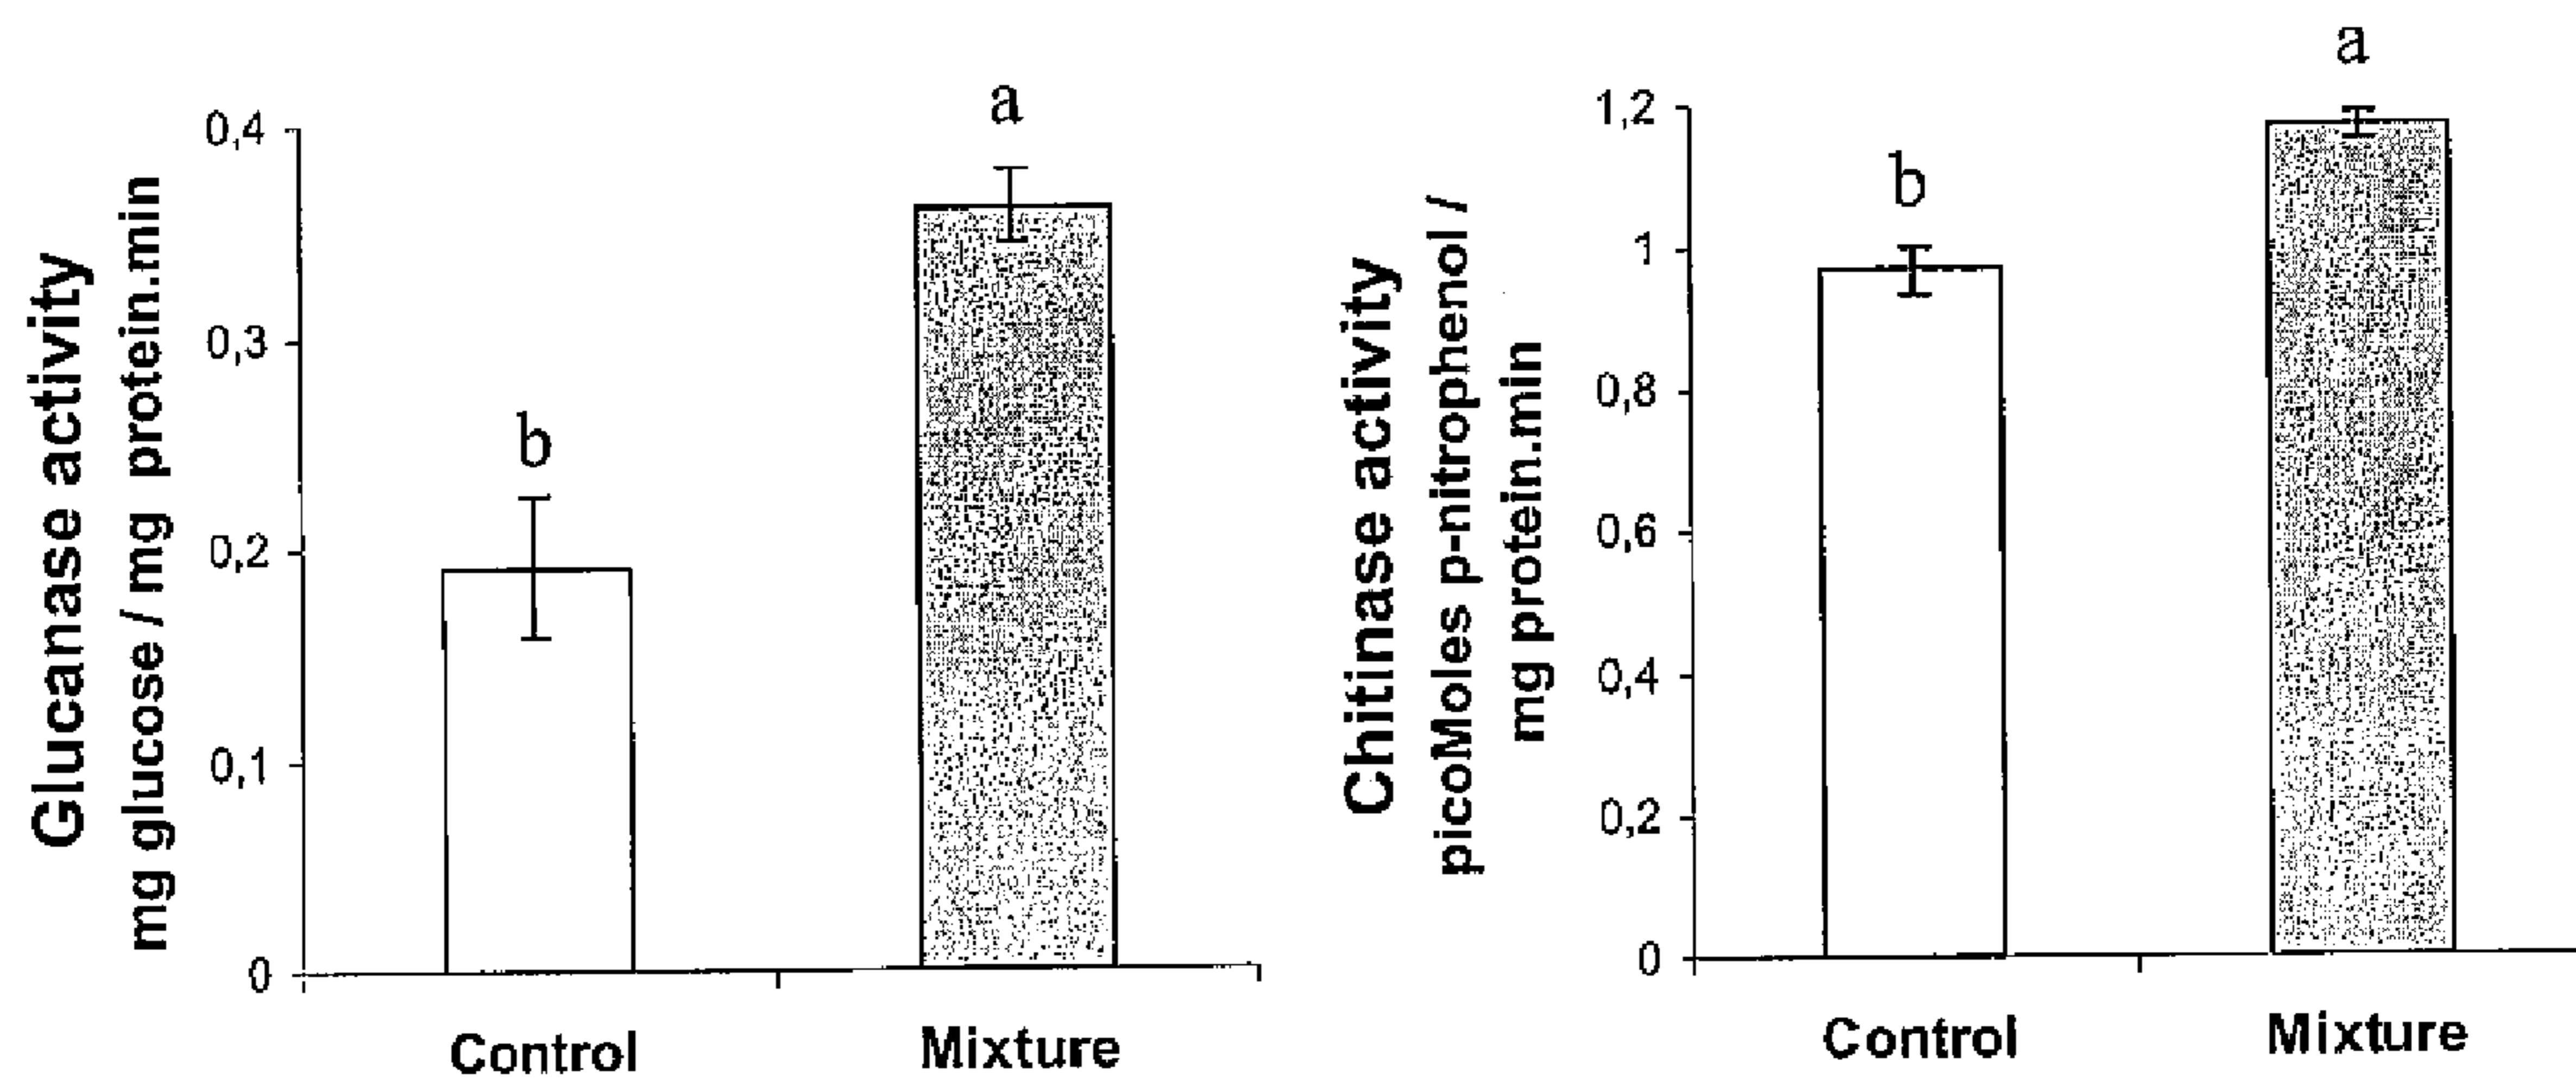 Glucanase activity
mg glucose / mg protein.min
0,4
0,3
0,2
0,1
0
b
a
Control
Mixture
Chitinase activity
picoMoles p-nitrophenol /
mg protein.min
1,2
1
0,8
0,6
0,4
0,2
0
b
a
Control
Mixture